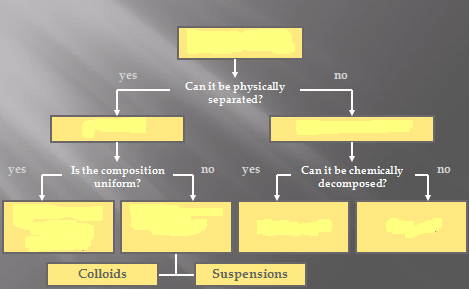 yes
no
Can it be physically
separated?
yes
Is the composition
uniform?
no
yes
Can it be chemically
decomposed?
no
Colloids
Suspensions